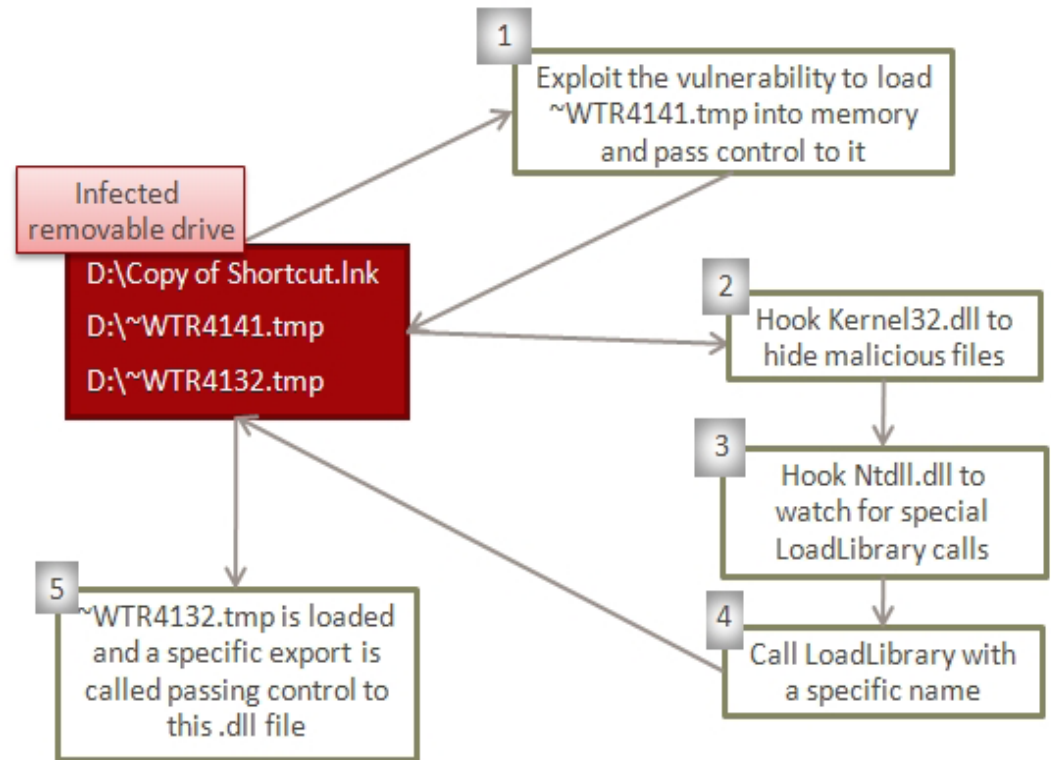 1
Exploit the vulnerability to load
~WTR4141.tmp into memory
and pass control to it
Infected
removable drive
D:\Copy of Shortcut.lnk
D:\~WTR4141.tmp
D:\~WTR4132.tmp
2
Hook Kernel32.dll to
hide malicious files
3
Hook Ntdll.dll to
watch for special
LoadLibrary calls
4
Call LoadLibrary with
a specific name
5
~WTR4132.tmp is loaded
and a specific export is
called passing control to
this .dll file